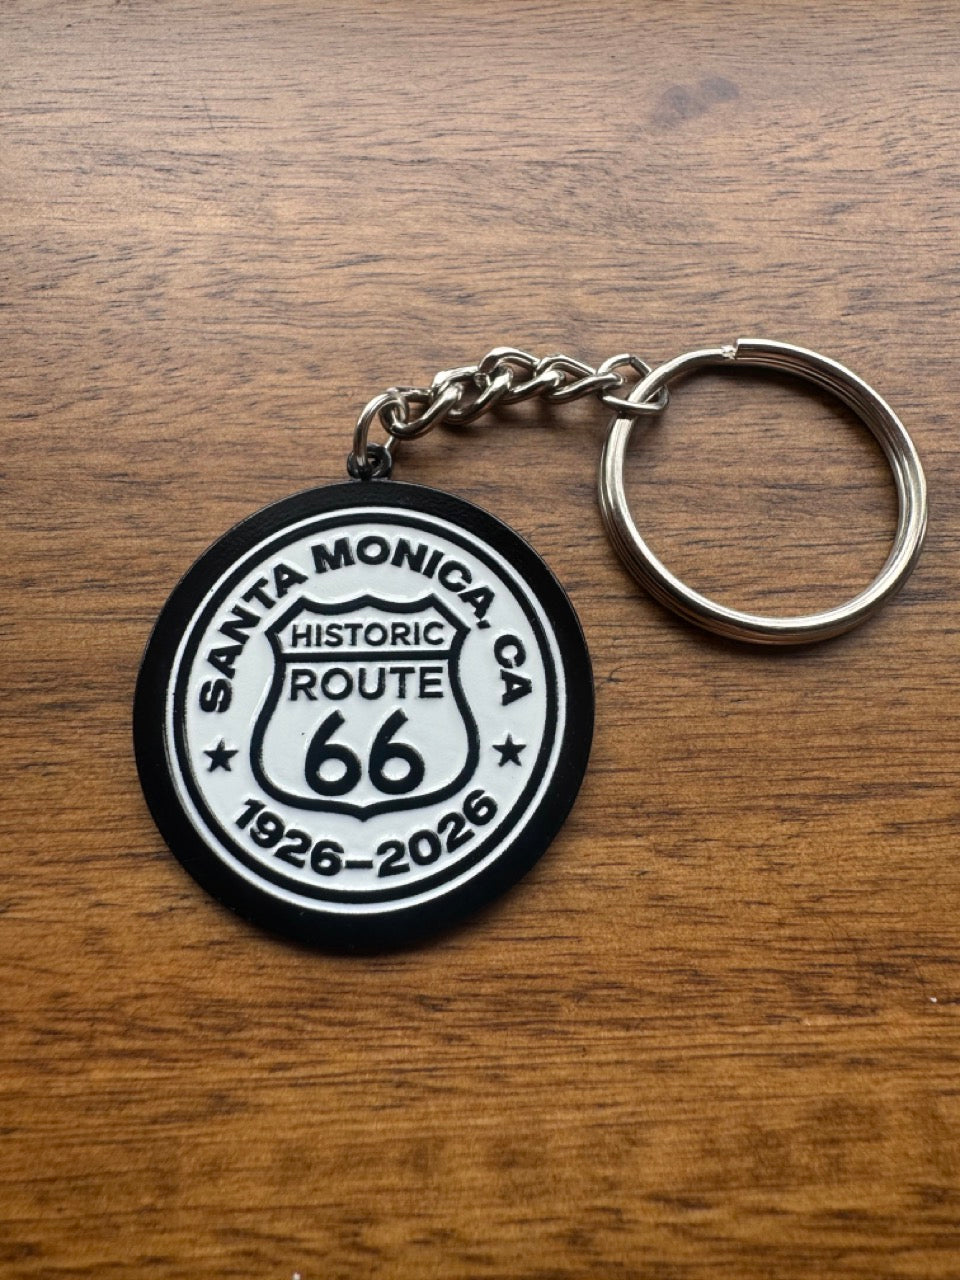 SANTA MONICA, CA
HISTORIC
ROUTE
66
1926–2026